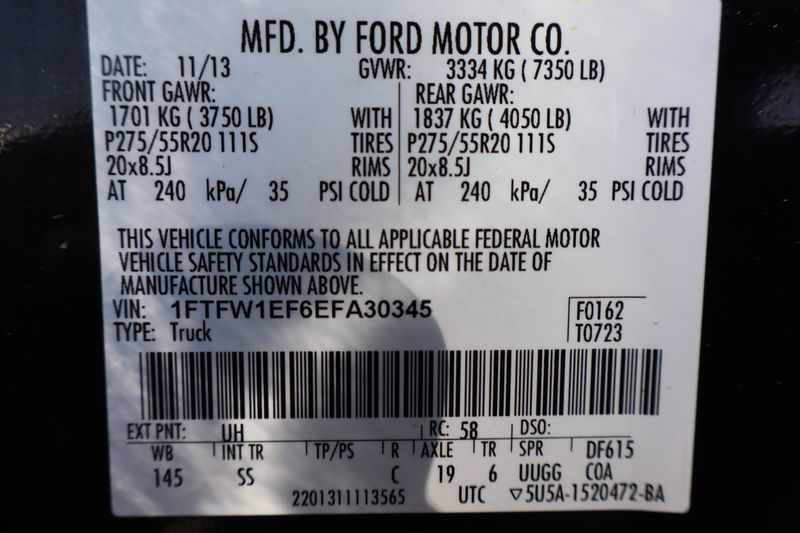 MFD. BY FORD MOTOR CO.
DATE: 11/13 GVWR: 3334 KG ( 7350 LB)
FRONT GAWR: REAR GAWR:
1701 KG ( 3750 LB) WITH 1837 KG ( 4050 LB) WITH
P275/55R20 111S TIRES P275/55R20 111S TIRES
20x8.5J RIMS 20x8.5J RIMS
AT 240 kPa/ 35 PSI COLD AT 240 kPa/ 35 PSI COLD
THIS VEHICLE CONFORMS TO ALL APPLICABLE FEDERAL MOTOR
VEHICLE SAFETY STANDARDS IN EFFECT ON THE DATE OF
MANUFACTURE SHOWN ABOVE.
VIN: 1FTFW1EF6EFA30345 F0162
TYPE: Truck T0723
EXT PNT: UH RC: 58 DSO:
WB INT TR TP/PS R AXLE TR SPR DF615
145 SS C 19 6 UUGG COA
2201311113565 UTC ▽5U5A-1520472-BA